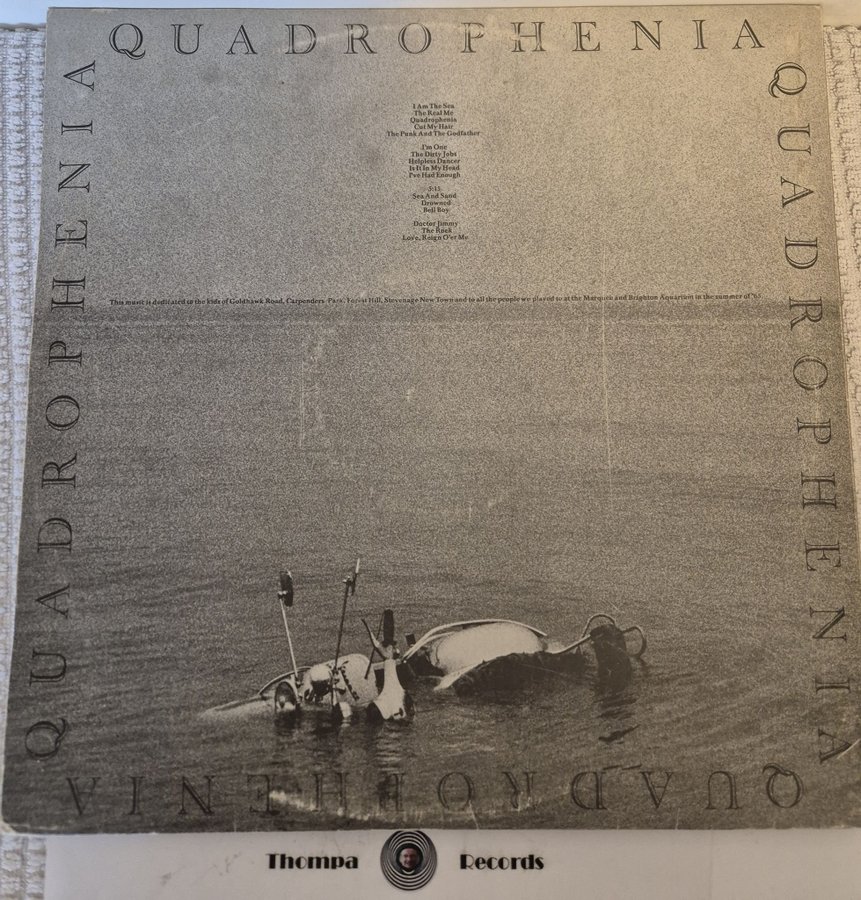 QUADROPHENIA
QUADROPHENIA
QUADROPHENIA
QUADROPHENIA
I Am The Sea
The Real Me
Quadrophenia
Cut My Hair
The Punk And The Godfather
I'm One
The Dirty Jobs
Helpless Dancer
Is It In My Head
I've Had Enough
5:15
Sea And Sand
Drowned
Bell Boy
Doctor Jimmy
The Rock
Love, Reign O'er Me
This music is dedicated to the kids of Goldhawk Road, Carpenders Park, Forest Hill, Stevenage New Town and to all the people we played to at the Marquee and Brighton Aquarium in the summer of '65
Thompa Records